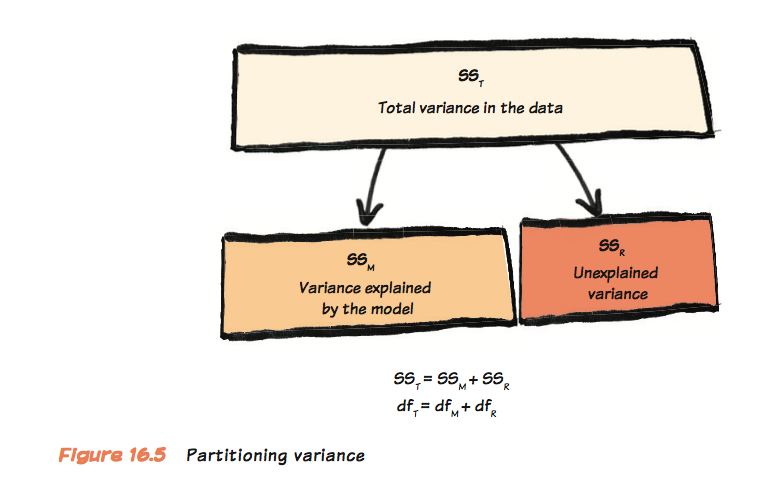 SS_T
Total variance in the data
SS_M
Variance explained
by the model
SS_R
Unexplained
variance
SS_T = SS_M + SS_R
df_T = df_M + df_R
Figure 16.5 Partitioning variance